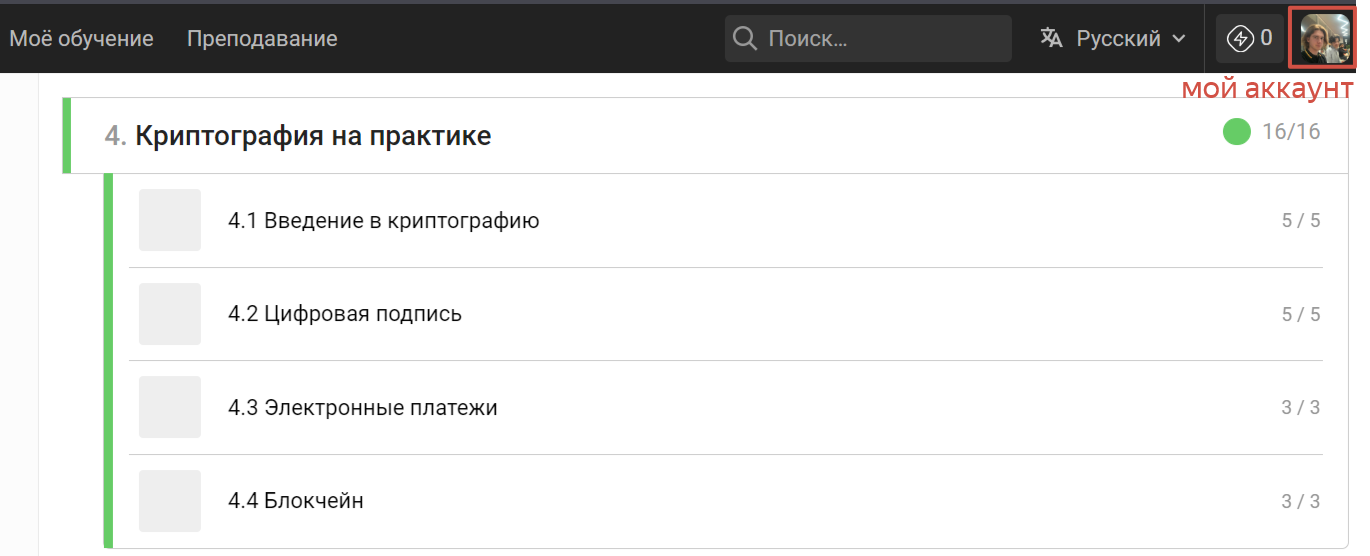 Моё обучение Преподавание Поиск... Русский 0
мой аккаунт
4. Криптография на практике 16/16
4.1 Введение в криптографию 5 / 5
4.2 Цифровая подпись 5 / 5
4.3 Электронные платежи 3 / 3
4.4 Блокчейн 3 / 3